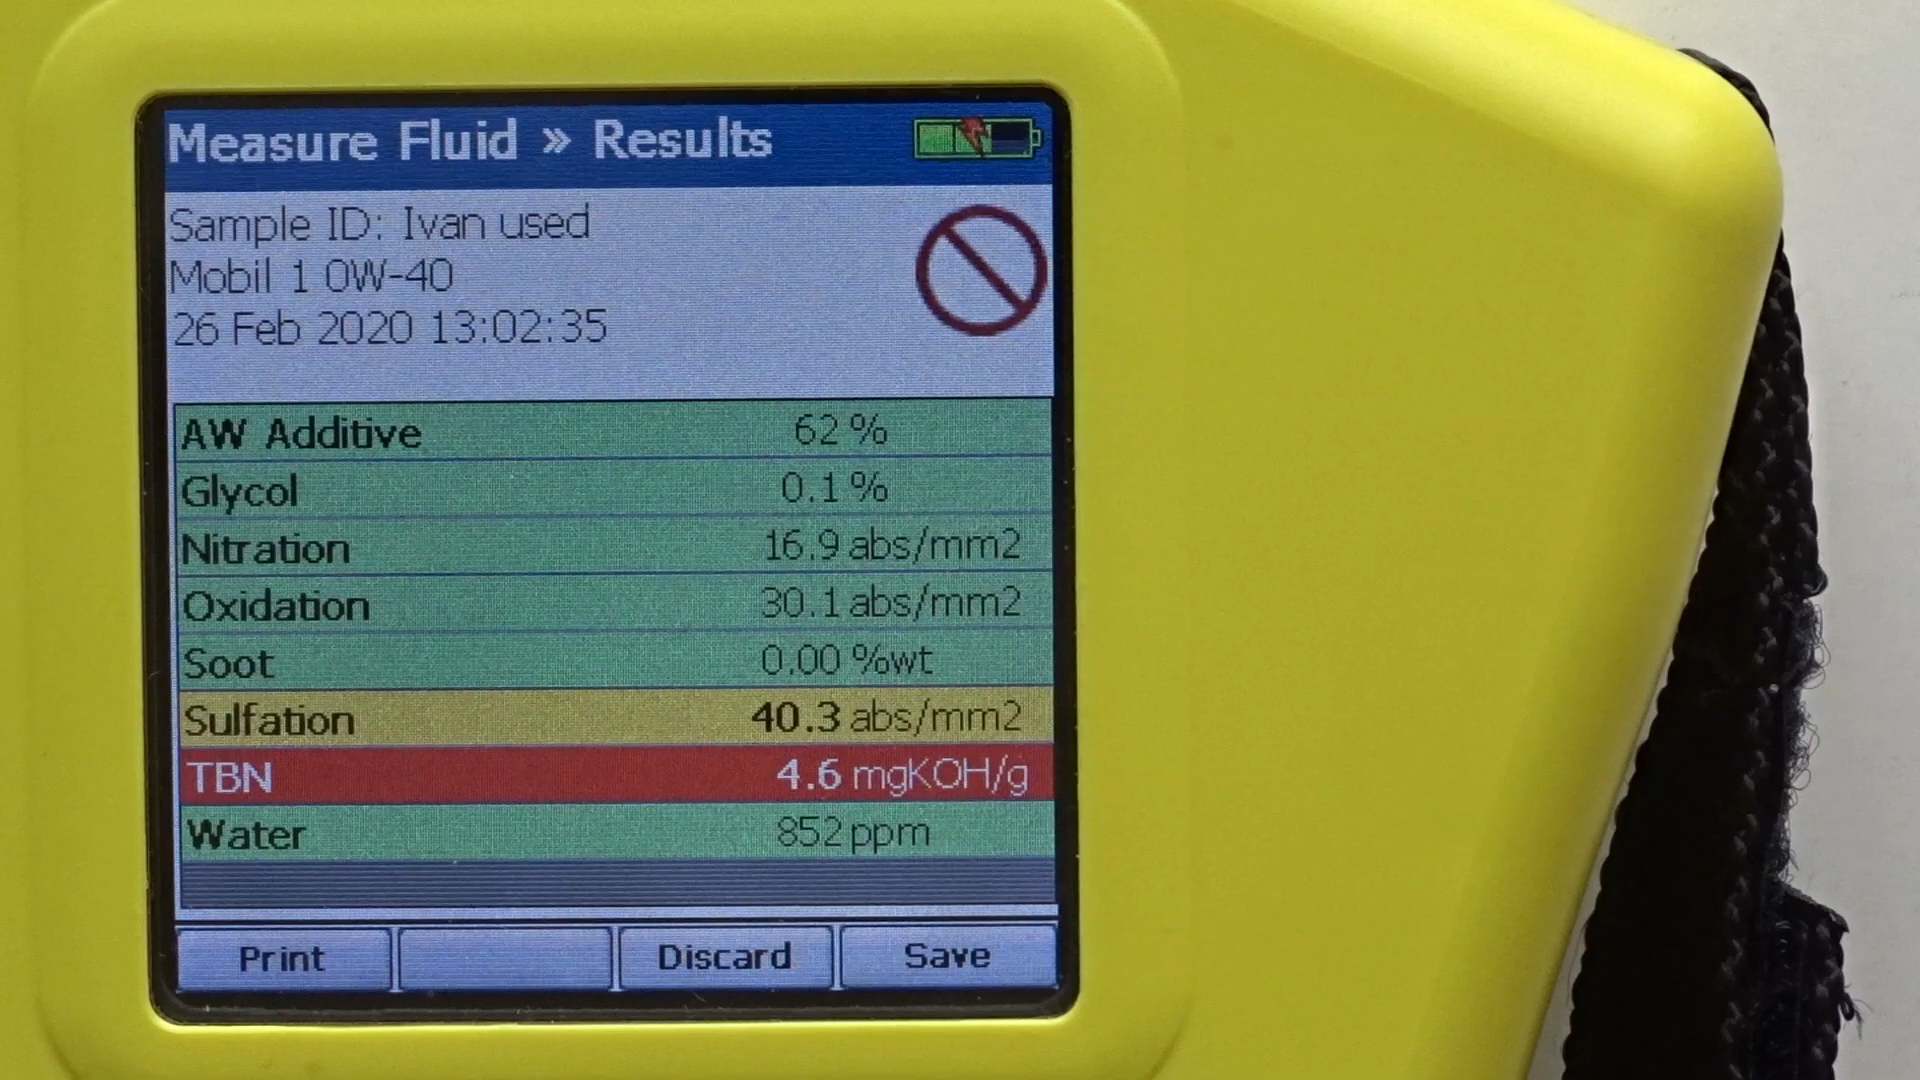 Measure Fluid » Results
Sample ID: Ivan used
Mobil 1 0W-40
26 Feb 2020 13:02:35
AW Additive 62 %
Glycol 0.1 %
Nitration 16.9 abs/mm2
Oxidation 30.1 abs/mm2
Soot 0.00 %wt
Sulfation 40.3 abs/mm2
TBN 4.6 mgKOH/g
Water 852 ppm
Print Discard Save